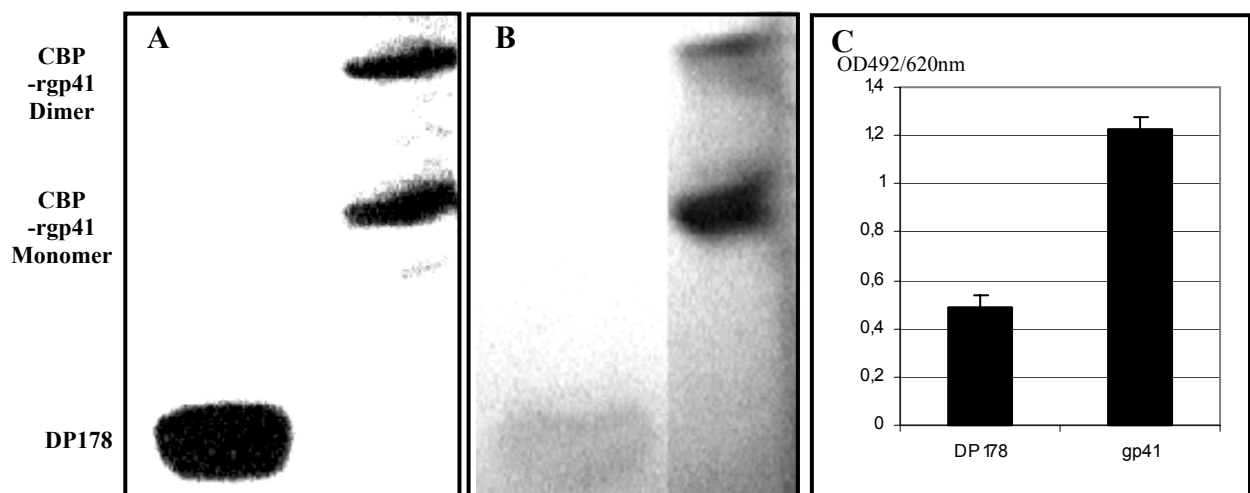 CBP
-rgp41
Dimer
CBP
-rgp41
Monomer
DP178
A
B
C
OD492/620nm
1,4
1,2
1
0,8
0,6
0,4
0,2
0
DP178
gp41